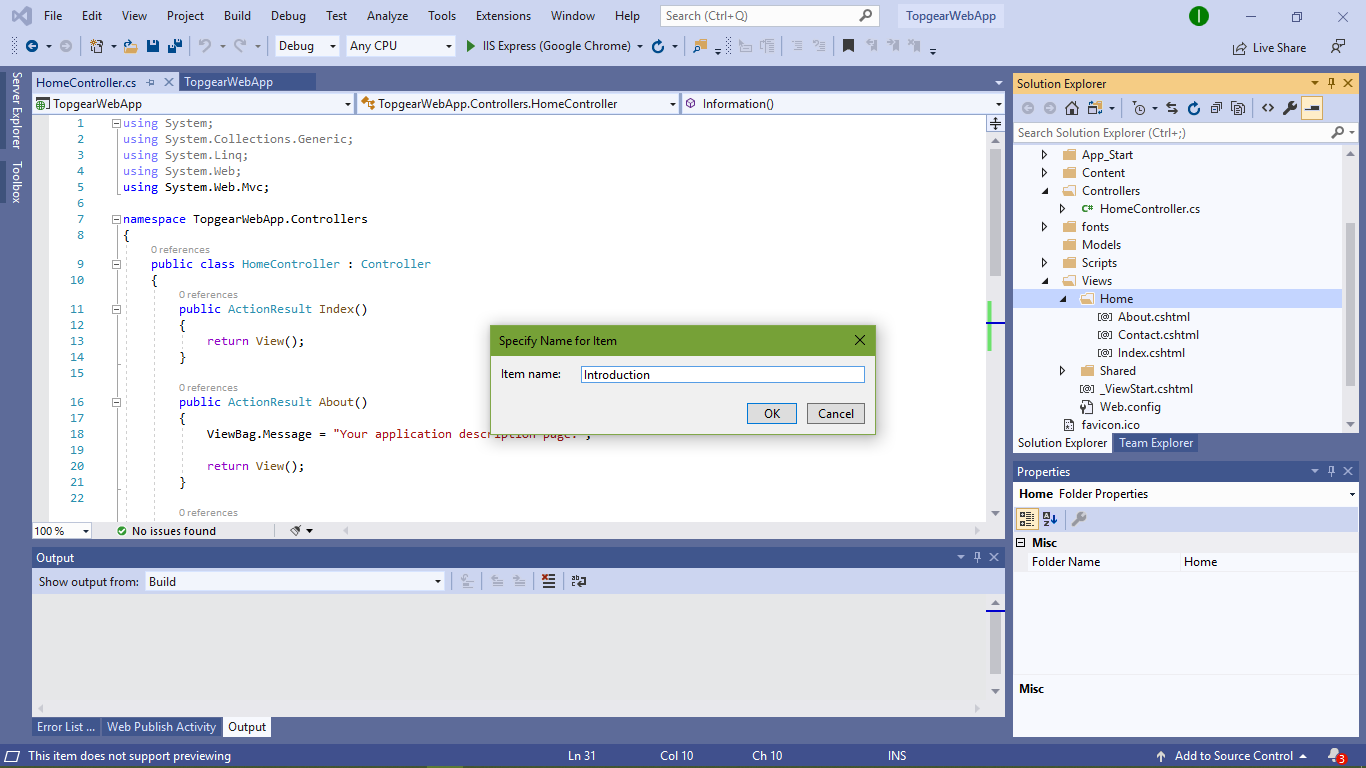 File Edit View Project Build Debug Test Analyze Tools Extensions Window Help Search (Ctrl+Q) TopgearWebApp I
Debug Any CPU IIS Express (Google Chrome) Live Share
Server Explorer
Toolbox
HomeController.cs TopgearWebApp
TopgearWebApp TopgearWebApp.Controllers.HomeController Information()
1 using System;
2 using System.Collections.Generic;
3 using System.Linq;
4 using System.Web;
5 using System.Web.Mvc;
6
7 namespace TopgearWebApp.Controllers
8 {
0 references
9 public class HomeController : Controller
10 {
0 references
11 public ActionResult Index()
12 {
13 return View();
14 }
15
0 references
16 public ActionResult About()
17 {
18 ViewBag.Message = "Your application description page.";
19
20 return View();
21 }
22
0 references
100 % No issues found
Specify Name for Item
Item name: Introduction
OK Cancel
Output
Show output from: Build
Error List ... Web Publish Activity Output
Solution Explorer
Search Solution Explorer (Ctrl+;)
App_Start
Content
Controllers
C# HomeController.cs
fonts
Models
Scripts
Views
Home
[@] About.cshtml
[@] Contact.cshtml
[@] Index.cshtml
Shared
[@] _ViewStart.cshtml
Web.config
favicon.ico
Solution Explorer Team Explorer
Properties
Home Folder Properties
Misc
Folder Name Home
Misc
This item does not support previewing Ln 31 Col 10 Ch 10 INS Add to Source Control 3